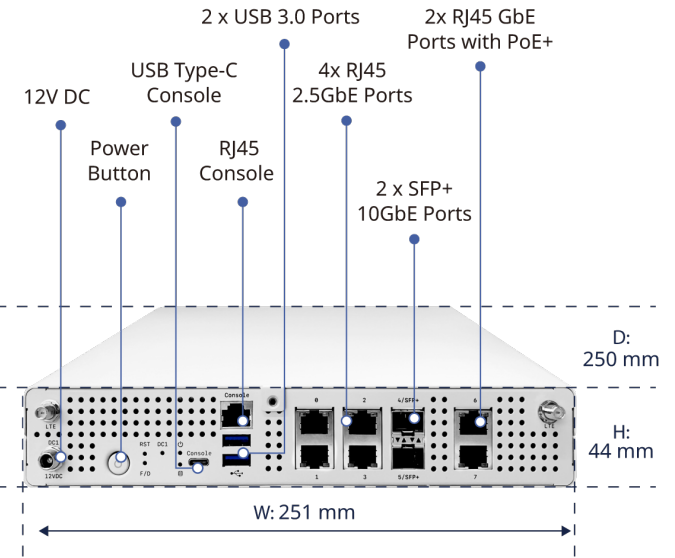 2 x USB 3.0 Ports
2x RJ45 GbE
Ports with PoE+
USB Type-C
Console
4x RJ45
2.5GbE Ports
12V DC
Power
Button
RJ45
Console
2 x SFP+
10GbE Ports
D:
250 mm
H:
44 mm
Console
0
2
4/SFP+
6
LTE
LTE
DC1
RST
DC1
Console
12VDC
F/D
1
3
5/SFP+
7
W: 251 mm